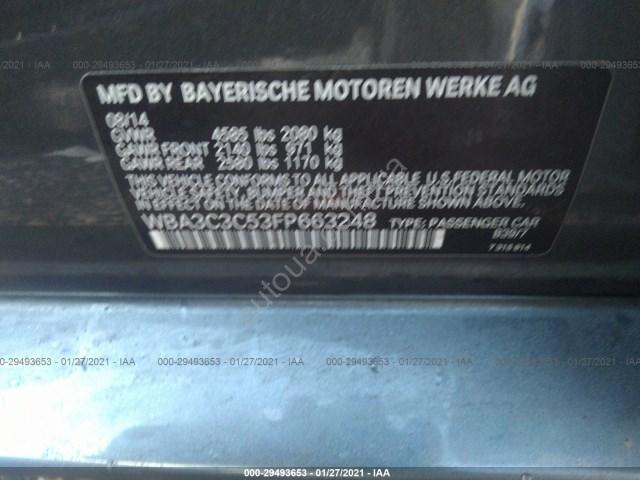 000-29493653 - 01/27/2021 - IAA
MFD BY BAYERISCHE MOTOREN WERKE AG
08/14
GVWR 4585 lbs 2080 kg
GAWR FRONT 2140 lbs 971 kg
GAWR REAR 2580 lbs 1170 kg
THIS VEHICLE CONFORMS TO ALL APPLICABLE U.S. FEDERAL MOTOR
VEHICLE SAFETY, BUMPER AND THEFT PREVENTION STANDARDS
IN EFFECT ON THE DATE OF MANUFACTURE SHOWN ABOVE.
WBA3C3C53FP663248 TYPE: PASSENGER CAR
autoua
000-29493653 - 01/27/2021 - IAA
000-29493653 - 01/27/2021 - IAA
000-29493653 - 01/27/2021 - IAA
000-29493653 - 01/27/2021 - IAA